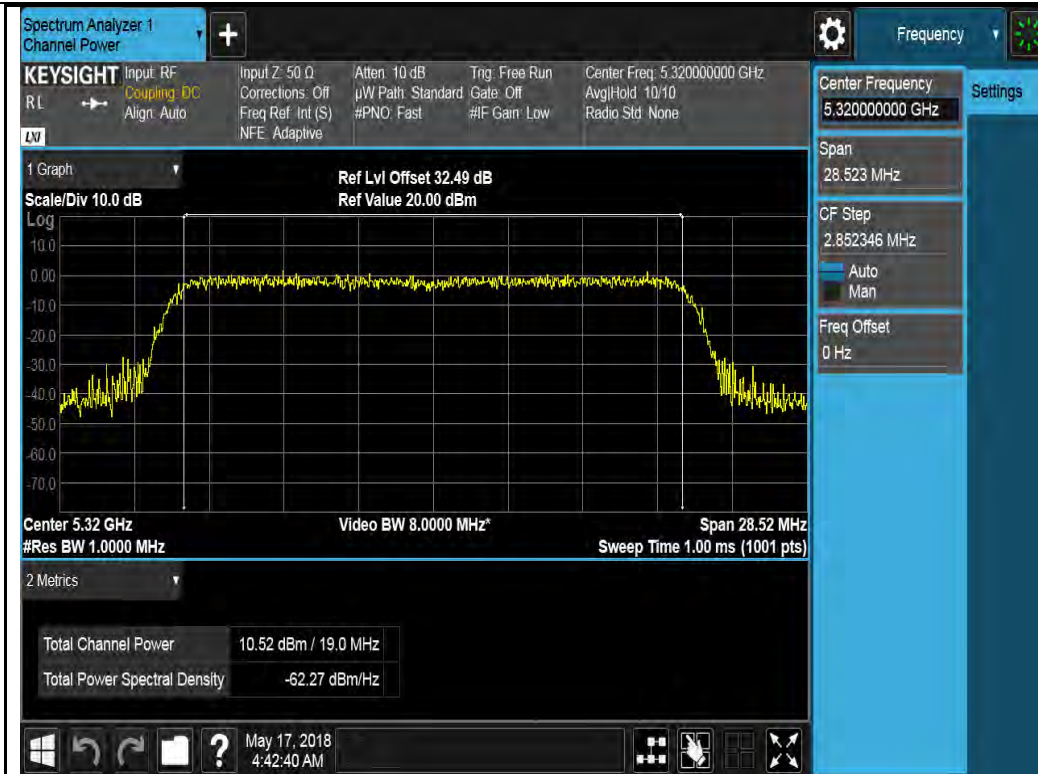 Spectrum Analyzer 1
Channel Power
Frequency
KEYSIGHT
R L
LXI
Input: RF
Coupling: DC
Align: Auto
Input Z: 50 Ω
Corrections: Off
Freq Ref: Int (S)
NFE: Adaptive
Atten: 10 dB
µW Path: Standard
#PNO: Fast
Trig: Free Run
Gate: Off
#IF Gain: Low
Center Freq: 5.320000000 GHz
Avg|Hold: 10/10
Radio Std: None
Center Frequency
5.320000000 GHz
Settings
Span
28.523 MHz
CF Step
2.852346 MHz
Auto
Man
Freq Offset
0 Hz
1 Graph
Scale/Div 10.0 dB
Ref Lvl Offset 32.49 dB
Ref Value 20.00 dBm
Log
10.0
0.00
-10.0
-20.0
-30.0
-40.0
-50.0
-60.0
-70.0
Center 5.32 GHz
#Res BW 1.0000 MHz
Video BW 8.0000 MHz*
Span 28.52 MHz
Sweep Time 1.00 ms (1001 pts)
2 Metrics
Total Channel Power 10.52 dBm / 19.0 MHz
Total Power Spectral Density -62.27 dBm/Hz
?
May 17, 2018
4:42:40 AM